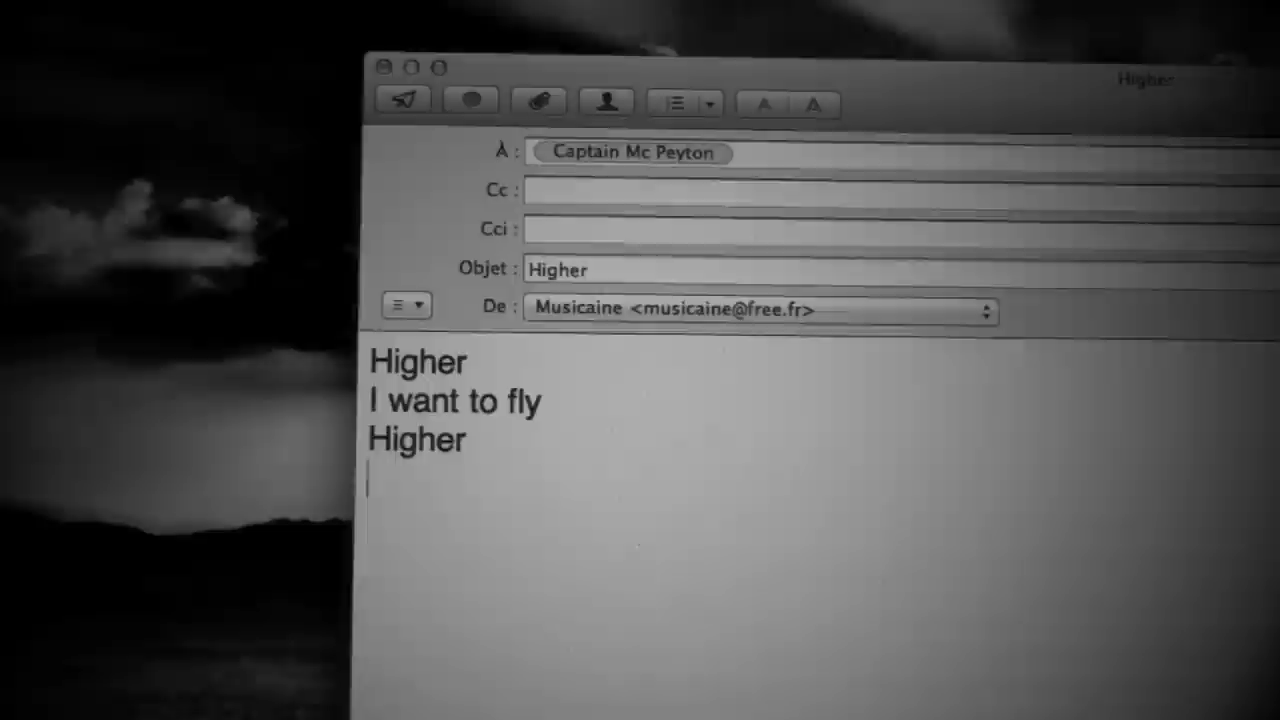 Higher
A A
À : Captain Mc Peyton
Cc :
Cci :
Objet : Higher
De : Musicaine <musicaine@free.fr>
Higher
I want to fly
Higher